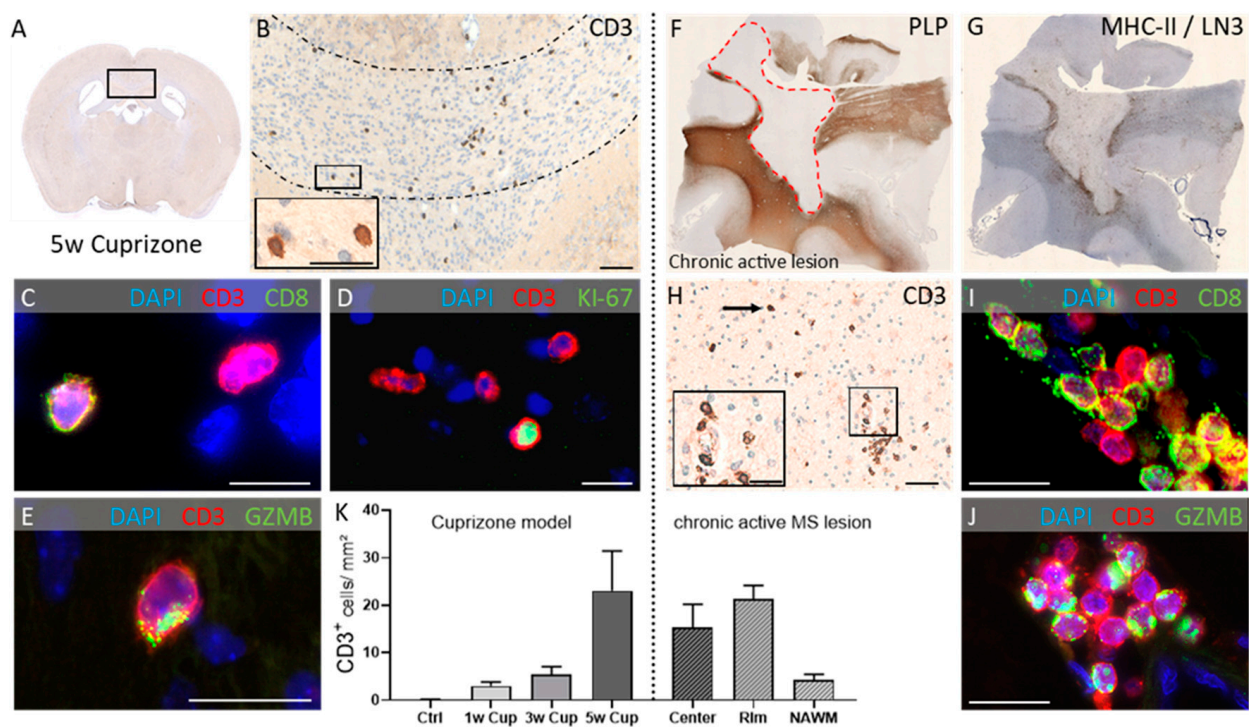 A
5w Cuprizone
B
CD3
C
DAPI CD3 CD8
D
DAPI CD3 KI-67
E
DAPI CD3 GZMB
F
PLP
Chronic active lesion
G
MHC-II / LN3
H
CD3
I
DAPI CD3 CD8
J
DAPI CD3 GZMB
K
Cuprizone model
chronic active MS lesion
CD3+ cells/ mm²
40
30
20
10
0
Ctrl 1w Cup 3w Cup 5w Cup Center RIm NAWM